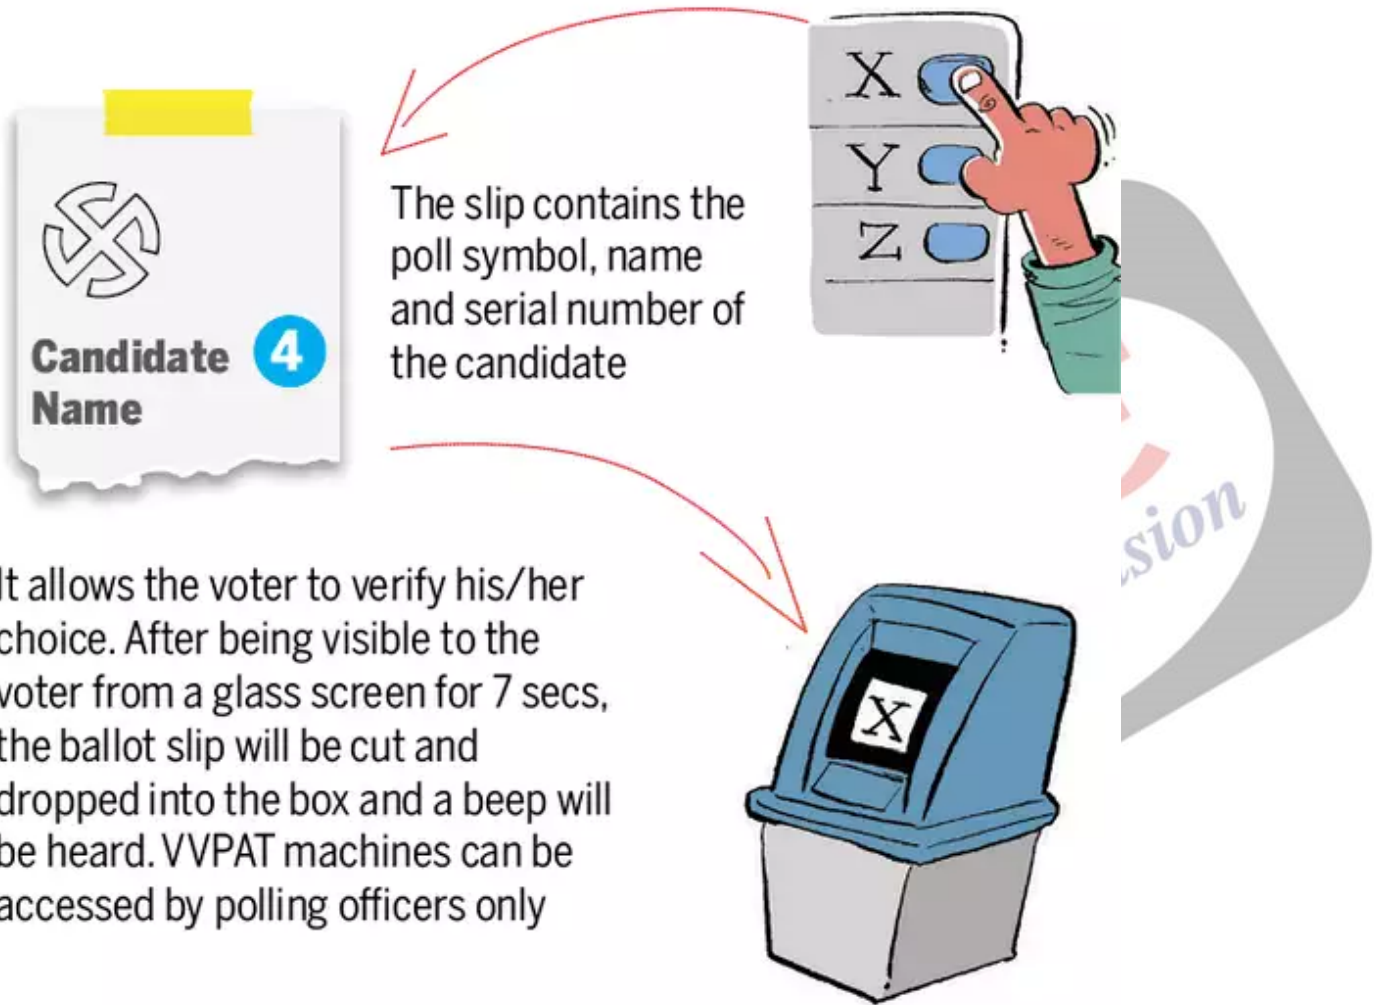 X
Y
Z
The slip contains the
poll symbol, name
and serial number of
the candidate
Candidate 4
Name
It allows the voter to verify his/her
choice. After being visible to the
voter from a glass screen for 7 secs,
the ballot slip will be cut and
dropped into the box and a beep will
be heard. VVPAT machines can be
accessed by polling officers only
X